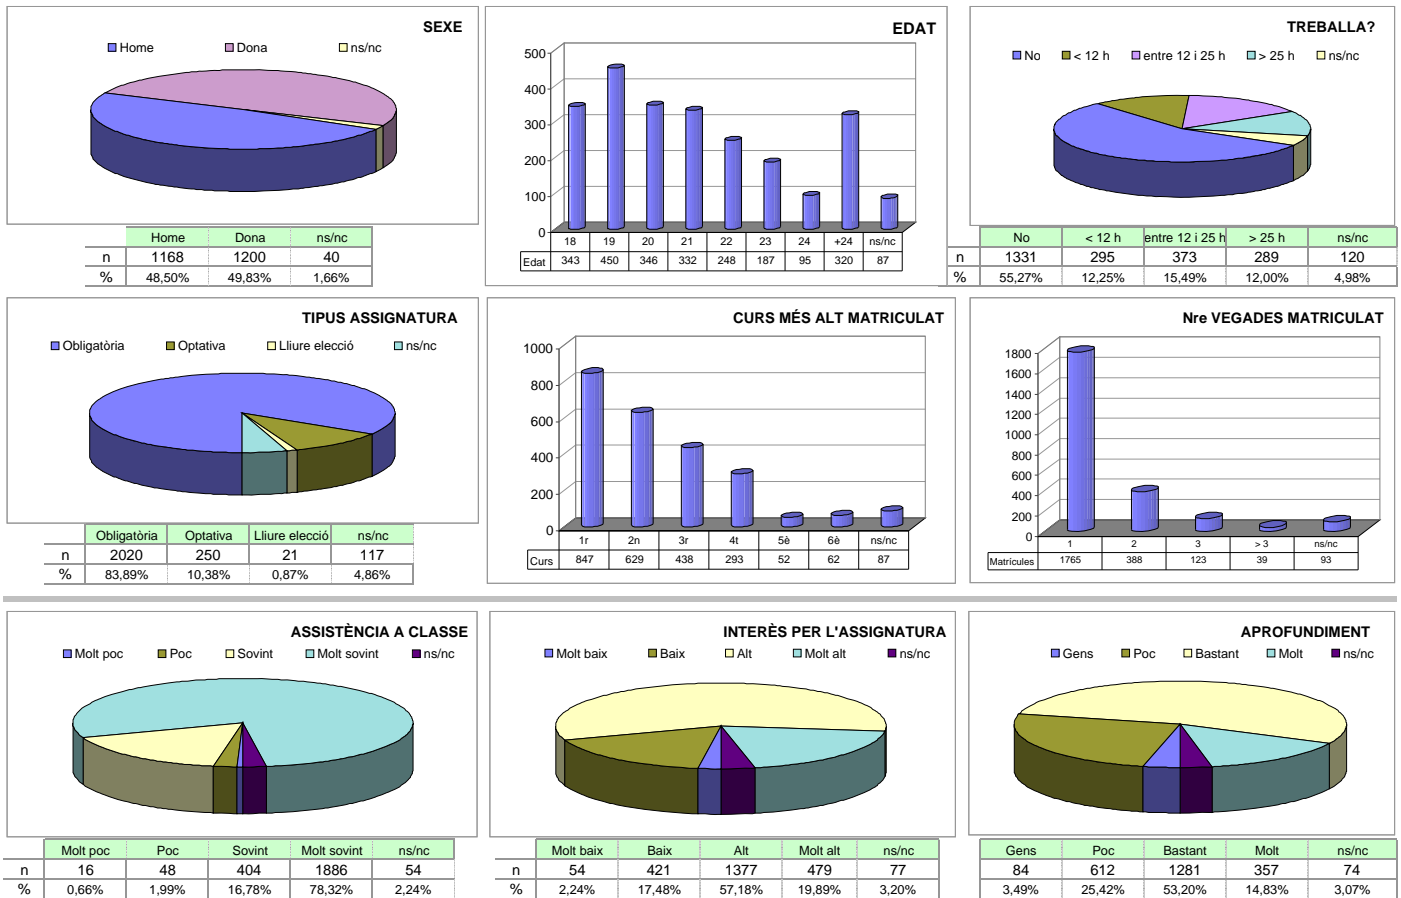 SEXE
Home Dona ns/nc
Home Dona ns/nc
n 1168 1200 40
% 48,50% 49,83% 1,66%
EDAT
500
400
300
200
100
0
18 19 20 21 22 23 24 +24 ns/nc
Edat 343 450 346 332 248 187 95 320 87
TREBALLA?
No < 12 h entre 12 i 25 h > 25 h ns/nc
No < 12 h entre 12 i 25 h > 25 h ns/nc
n 1331 295 373 289 120
% 55,27% 12,25% 15,49% 12,00% 4,98%
TIPUS ASSIGNATURA
Obligatòria Optativa Lliure elecció ns/nc
Obligatòria Optativa Lliure elecció ns/nc
n 2020 250 21 117
% 83,89% 10,38% 0,87% 4,86%
CURS MÉS ALT MATRICULAT
1000
800
600
400
200
0
1r 2n 3r 4t 5è 6è ns/nc
Curs 847 629 438 293 52 62 87
Nre VEGADES MATRICULAT
1800
1600
1400
1200
1000
800
600
400
200
0
1 2 3 > 3 ns/nc
Matrícules 1765 388 123 39 93
ASSISTÈNCIA A CLASSE
Molt poc Poc Sovint Molt sovint ns/nc
Molt poc Poc Sovint Molt sovint ns/nc
n 16 48 404 1886 54
% 0,66% 1,99% 16,78% 78,32% 2,24%
INTERÈS PER L'ASSIGNATURA
Molt baix Baix Alt Molt alt ns/nc
Molt baix Baix Alt Molt alt ns/nc
n 54 421 1377 479 77
% 2,24% 17,48% 57,18% 19,89% 3,20%
APROFUNDIMENT
Gens Poc Bastant Molt ns/nc
Gens Poc Bastant Molt ns/nc
84 612 1281 357 74
3,49% 25,42% 53,20% 14,83% 3,07%